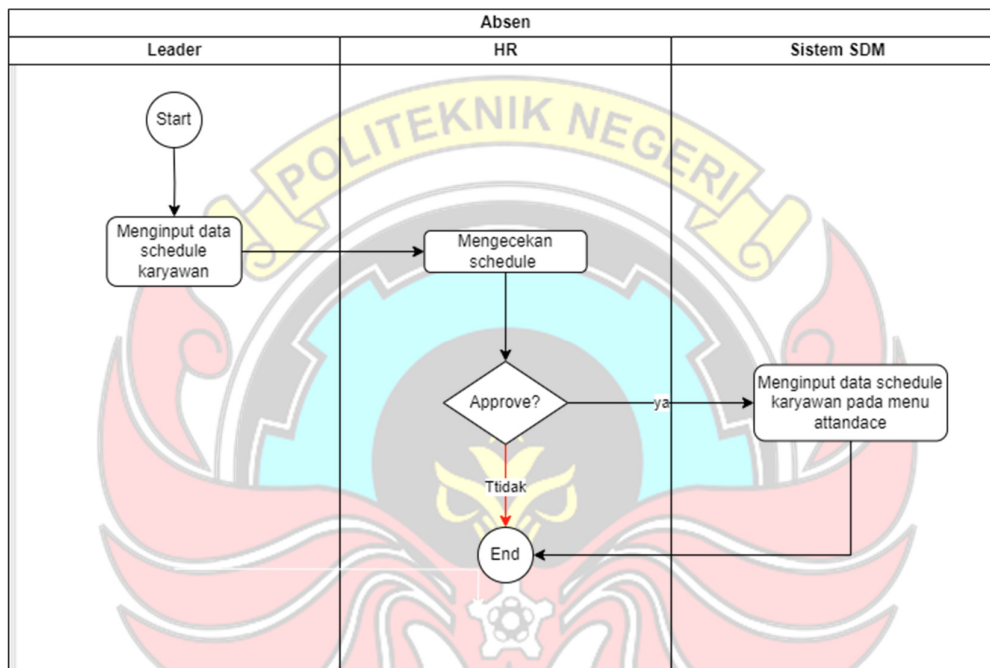 Absen
Leader
HR
Sistem SDM
POLITEKNIK NEGERI
Start
Menginput data
schedule
karyawan
Mengecekan
schedule
Approve?
ya
Menginput data schedule
karyawan pada menu
attandace
Ttidak
End